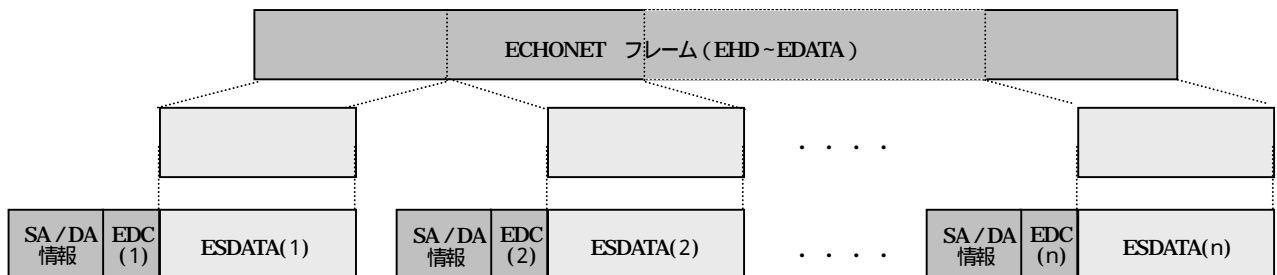 ECHONET フレーム(EHD~EDATA)
・・・・
SA/DA 情報 EDC (1) ESDATA(1) SA/DA 情報 EDC (2) ESDATA(2) ・・・・ SA/DA 情報 EDC (n) ESDATA(n)